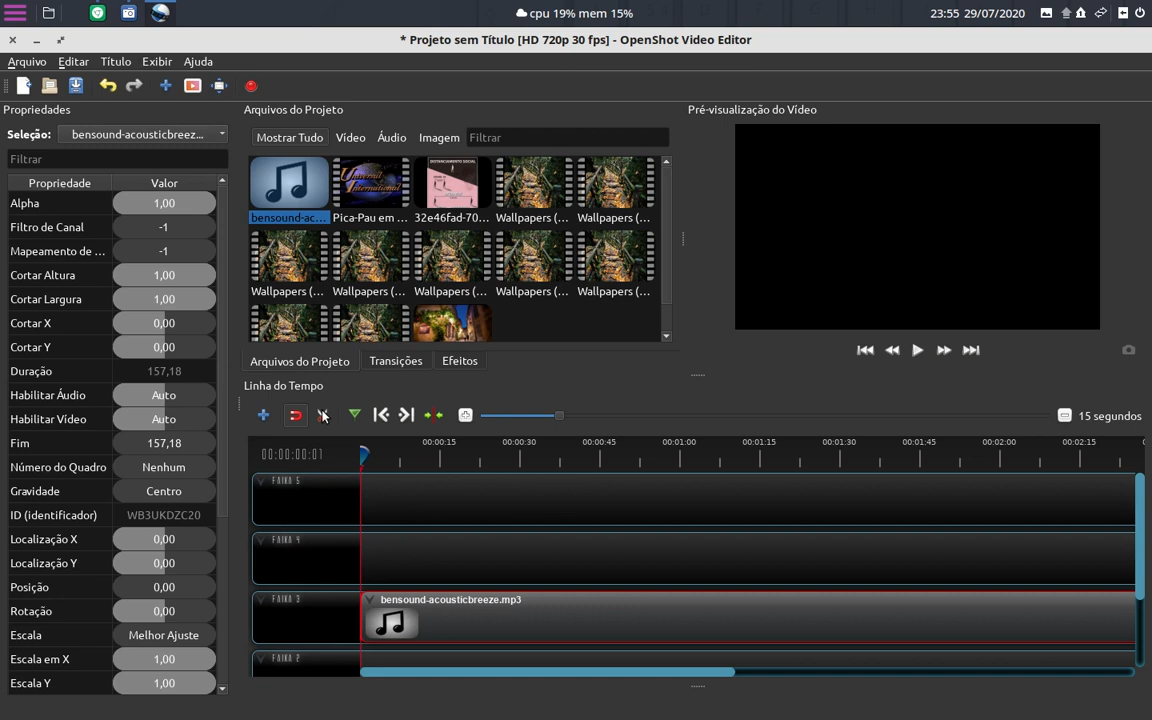 cpu 19% mem 15%
23:55 29/07/2020
* Projeto sem Título [HD 720p 30 fps] - OpenShot Video Editor
Arquivo Editar Título Exibir Ajuda
Propriedades
Seleção: bensound-acousticbreez...
Filtrar
Propriedade Valor
Alpha 1,00
Filtro de Canal -1
Mapeamento de ... -1
Cortar Altura 1,00
Cortar Largura 1,00
Cortar X 0,00
Cortar Y 0,00
Duração 157,18
Habilitar Áudio Auto
Habilitar Vídeo Auto
Fim 157,18
Número do Quadro Nenhum
Gravidade Centro
ID (identificador) WB3UKDZC20
Localização X 0,00
Localização Y 0,00
Posição 0,00
Rotação 0,00
Escala Melhor Ajuste
Escala em X 1,00
Escala Y 1,00
Arquivos do Projeto
Mostrar Tudo Vídeo Áudio Imagem Filtrar
Universal International
DISTANCIAMENTO SOCIAL
bensound-ac... Pica-Pau em ... 32e46fad-70... Wallpapers (... Wallpapers (...
Wallpapers (... Wallpapers (... Wallpapers (... Wallpapers (... Wallpapers (...
Arquivos do Projeto Transições Efeitos
Pré-visualização do Vídeo
Linha do Tempo
15 segundos
00:00:00:01
00:00:15 00:00:30 00:00:45 00:01:00 00:01:15 00:01:30 00:01:45 00:02:00 00:02:15
FAIXA 5
FAIXA 4
FAIXA 3
bensound-acousticbreeze.mp3
FAIXA 2